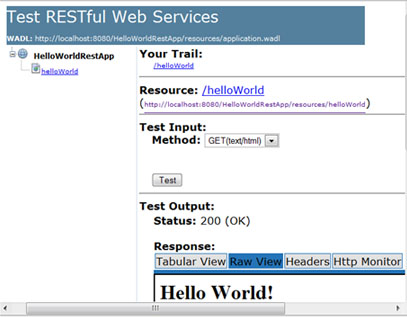 Test RESTful Web Services
WADL: http://localhost:8080/HelloWorldRestApp/resources/application.wadl
HelloWorldRestApp
helloWorld
Your Trail:
/helloWorld
Resource: /helloWorld
(http://localhost:8080/HelloWorldRestApp/resources/helloWorld)
Test Input:
Method: GET(text/html)
Test
Test Output:
Status: 200 (OK)
Response:
Tabular View Raw View Headers Http Monitor
Hello World!